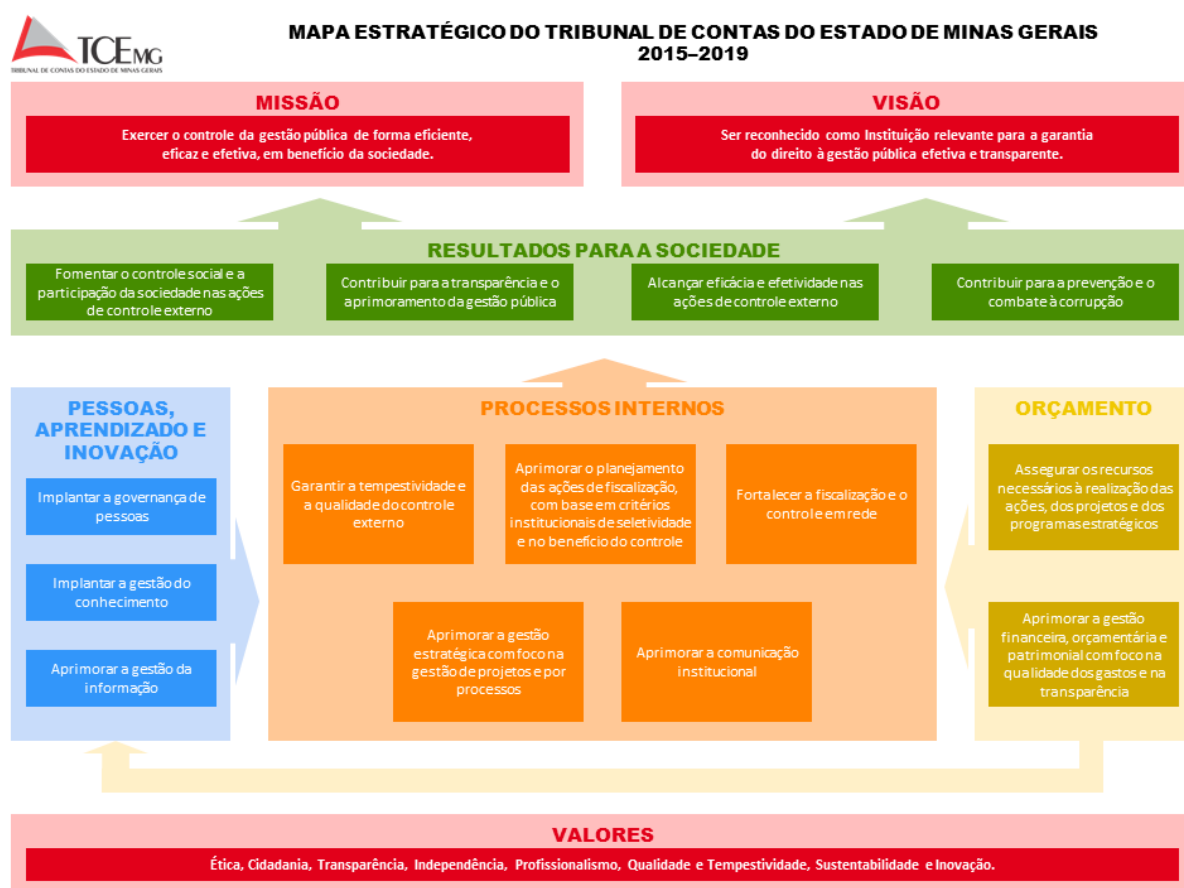 TCEMG
TRIBUNAL DE CONTAS DO ESTADO DE MINAS GERAIS
MAPA ESTRATÉGICO DO TRIBUNAL DE CONTAS DO ESTADO DE MINAS GERAIS
2015–2019
MISSÃO
Exercer o controle da gestão pública de forma eficiente,
eficaz e efetiva, em benefício da sociedade.
VISÃO
Ser reconhecido como Instituição relevante para a garantia
do direito à gestão pública efetiva e transparente.
RESULTADOS PARA A SOCIEDADE
Fomentar o controle social e a
participação da sociedade nas ações
de controle externo
Contribuir para a transparência e o
aprimoramento da gestão pública
Alcançar eficácia e efetividade nas
ações de controle externo
Contribuir para a prevenção e o
combate à corrupção
PESSOAS,
APRENDIZADO E
INOVAÇÃO
Implantar a governança de
pessoas
Implantar a gestão do
conhecimento
Aprimorar a gestão da
informação
PROCESSOS INTERNOS
Garantir a tempestividade e
a qualidade do controle
externo
Aprimorar o planejamento
das ações de fiscalização,
com base em critérios
institucionais de seletividade
e no benefício do controle
Fortalecer a fiscalização e o
controle em rede
Aprimorar a gestão
estratégica com foco na
gestão de projetos e por
processos
Aprimorar a comunicação
institucional
ORÇAMENTO
Assegurar os recursos
necessários à realização das
ações, dos projetos e dos
programas estratégicos
Aprimorar a gestão
financeira, orçamentária e
patrimonial com foco na
qualidade dos gastos e na
transparência
VALORES
Ética, Cidadania, Transparência, Independência, Profissionalismo, Qualidade e Tempestividade, Sustentabilidade e Inovação.